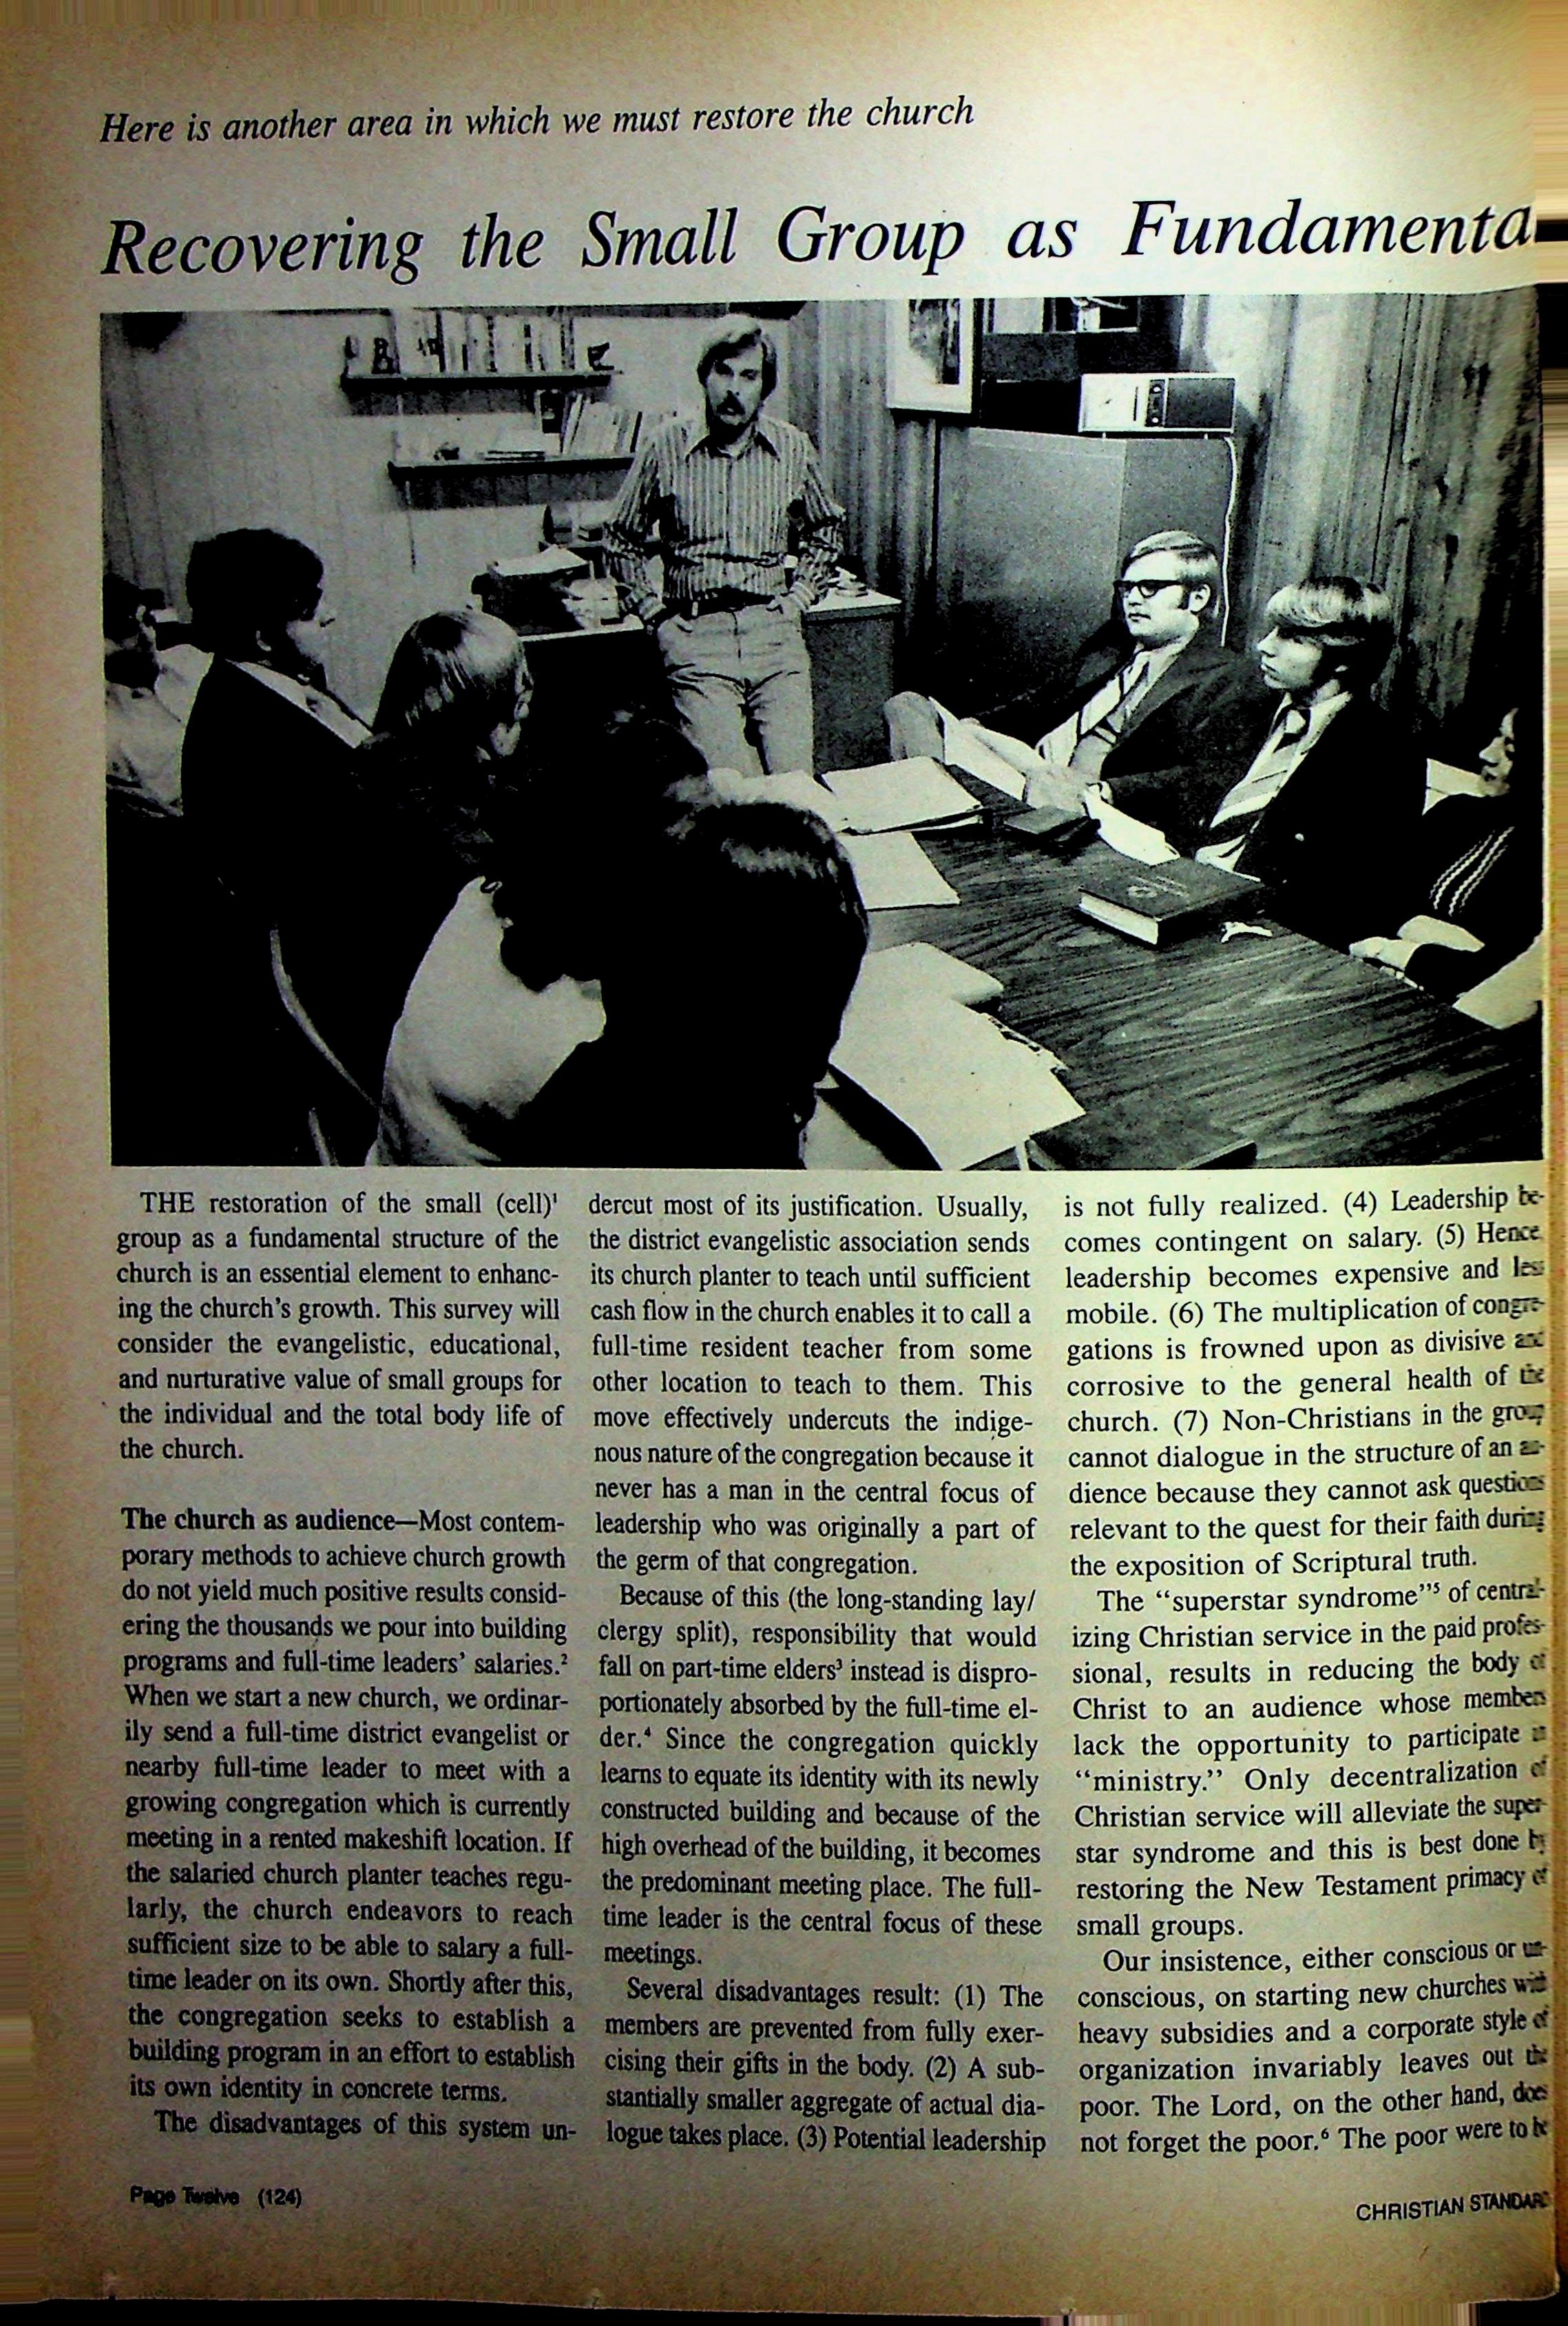 Here is another area in which we must restore the church
Recovering the Small Group as Fundamenta
THE restoration of the small (cell)¹
group as a fundamental structure of the
church is an essential element to enhanc-
ing the church's growth. This survey will
consider the evangelistic, educational,
and nurturative value of small groups for
the individual and the total body life of
the church.
The church as audience—Most contem-
porary methods to achieve church growth
do not yield much positive results consid-
ering the thousands we pour into building
programs and full-time leaders' salaries.²
When we start a new church, we ordinar-
ily send a full-time district evangelist or
nearby full-time leader to meet with a
growing congregation which is currently
meeting in a rented makeshift location. If
the salaried church planter teaches regu-
larly, the church endeavors to reach
sufficient size to be able to salary a full-
time leader on its own. Shortly after this,
the congregation seeks to establish a
building program in an effort to establish
its own identity in concrete terms.
The disadvantages of this system un-
dercut most of its justification. Usually,
the district evangelistic association sends
its church planter to teach until sufficient
cash flow in the church enables it to call a
full-time resident teacher from some
other location to teach to them. This
move effectively undercuts the indige-
nous nature of the congregation because it
never has a man in the central focus of
leadership who was originally a part of
the germ of that congregation.
Because of this (the long-standing lay/
clergy split), responsibility that would
fall on part-time elders³ instead is dispro-
portionately absorbed by the full-time el-
der.⁴ Since the congregation quickly
learns to equate its identity with its newly
constructed building and because of the
high overhead of the building, it becomes
the predominant meeting place. The full-
time leader is the central focus of these
meetings.
Several disadvantages result: (1) The
members are prevented from fully exer-
cising their gifts in the body. (2) A sub-
stantially smaller aggregate of actual dia-
logue takes place. (3) Potential leadership
is not fully realized. (4) Leadership be-
comes contingent on salary. (5) Hence
leadership becomes expensive and less
mobile. (6) The multiplication of congre-
gations is frowned upon as divisive and
corrosive to the general health of the
church. (7) Non-Christians in the group
cannot dialogue in the structure of an au-
dience because they cannot ask questions
relevant to the quest for their faith during
the exposition of Scriptural truth.
The "superstar syndrome"⁵ of central-
izing Christian service in the paid profes-
sional, results in reducing the body of
Christ to an audience whose members
lack the opportunity to participate in
"ministry." Only decentralization of
Christian service will alleviate the super-
star syndrome and this is best done by
restoring the New Testament primacy of
small groups.
Our insistence, either conscious or un-
conscious, on starting new churches with
heavy subsidies and a corporate style of
organization invariably leaves out the
poor. The Lord, on the other hand, does
not forget the poor.⁶ The poor were to be
Page Twelve (124)
CHRISTIAN STANDARD